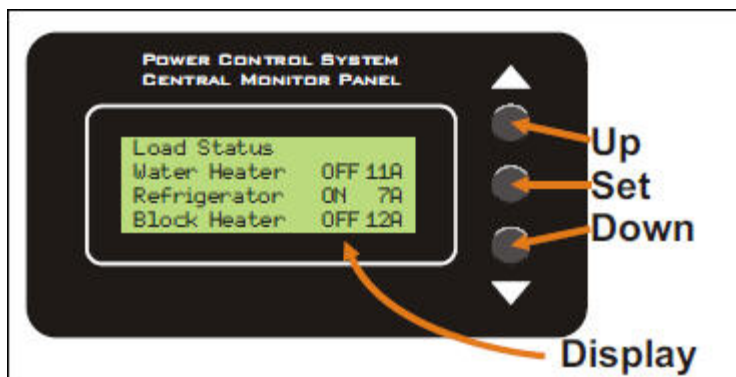 POWER CONTROL SYSTEM
CENTRAL MONITOR PANEL
Load Status
Water Heater OFF 11A
Refrigerator ON 7A
Block Heater OFF 12A
Up
Set
Down
Display